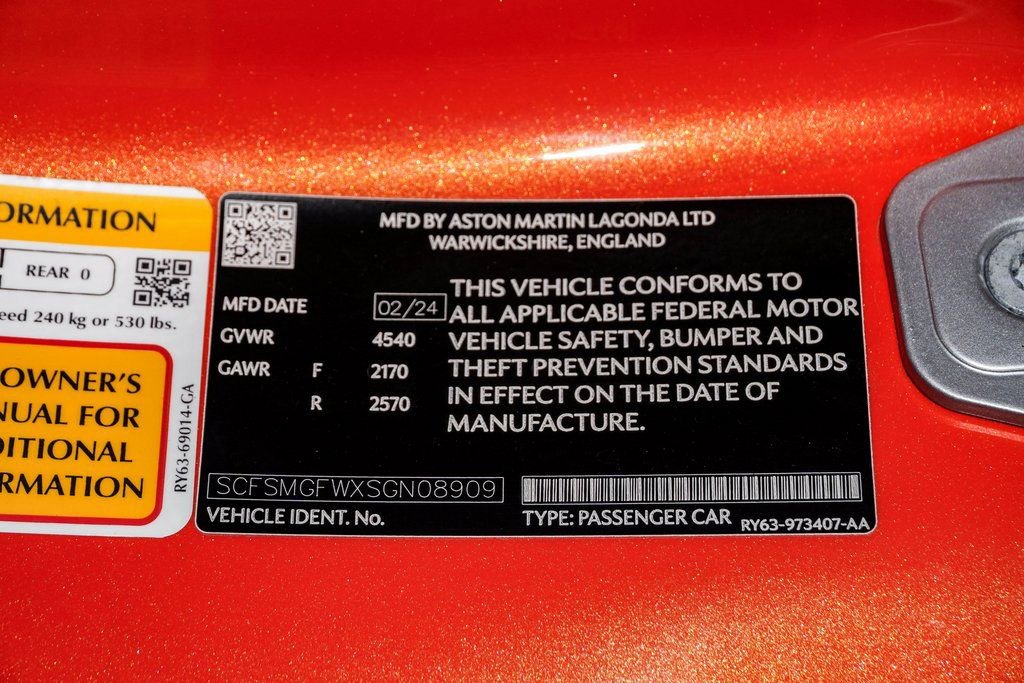 ORMATION
REAR 0
eed 240 kg or 530 lbs.
OWNER'S
NUAL FOR
DITIONAL
RMATION
RY63-69014-GA
MFD BY ASTON MARTIN LAGONDA LTD
WARWICKSHIRE, ENGLAND
MFD DATE 02/24
GVWR 4540
GAWR F 2170
R 2570
THIS VEHICLE CONFORMS TO
ALL APPLICABLE FEDERAL MOTOR
VEHICLE SAFETY, BUMPER AND
THEFT PREVENTION STANDARDS
IN EFFECT ON THE DATE OF
MANUFACTURE.
SCFSMGFWXSGN08909
VEHICLE IDENT. No.
TYPE: PASSENGER CAR
RY63-973407-AA